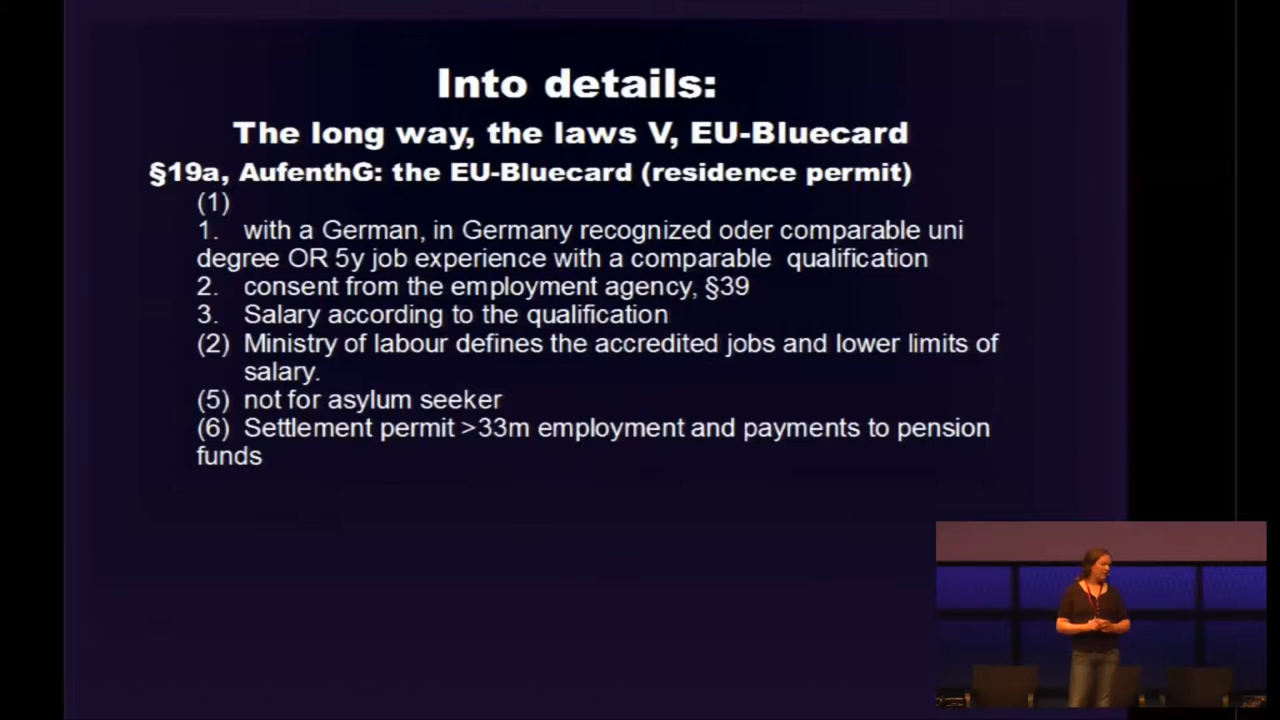 Into details:
The long way, the laws V, EU-Bluecard
§19a, AufenthG: the EU-Bluecard (residence permit)
(1)
1. with a German, in Germany recognized oder comparable uni
degree OR 5y job experience with a comparable qualification
2. consent from the employment agency, §39
3. Salary according to the qualification
(2) Ministry of labour defines the accredited jobs and lower limits of
salary.
(5) not for asylum seeker
(6) Settlement permit >33m employment and payments to pension
funds